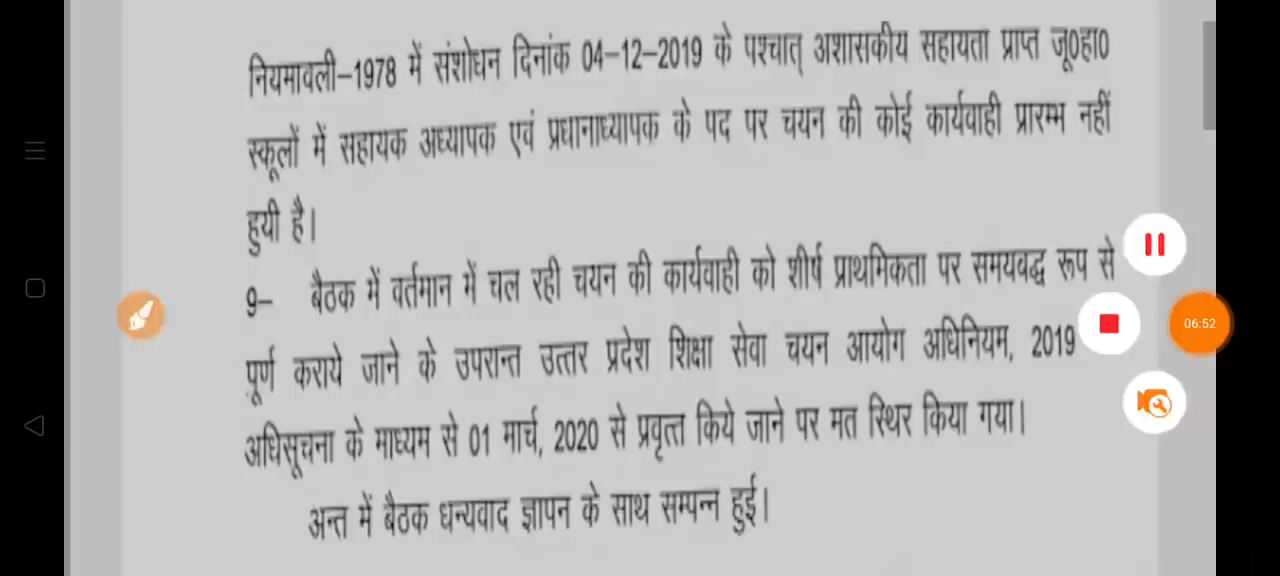 नियमावली–1978 में संशोधन दिनांक 04–12–2019 के पश्चात् अशासकीय सहायता प्राप्त जू0हा0
स्कूलों में सहायक अध्यापक एवं प्रधानाध्यापक के पद पर चयन की कोई कार्यवाही प्रारम्भ नहीं
हुयी है।
9– बैठक में वर्तमान में चल रही चयन की कार्यवाही को शीर्ष प्राथमिकता पर समयवद्ध रूप से
पूर्ण कराये जाने के उपरान्त उत्तर प्रदेश शिक्षा सेवा चयन आयोग अधिनियम, 2019
अधिसूचना के माध्यम से 01 मार्च, 2020 से प्रवृत्त किये जाने पर मत स्थिर किया गया।
अन्त में बैठक धन्यवाद ज्ञापन के साथ सम्पन्न हुई।
06:52